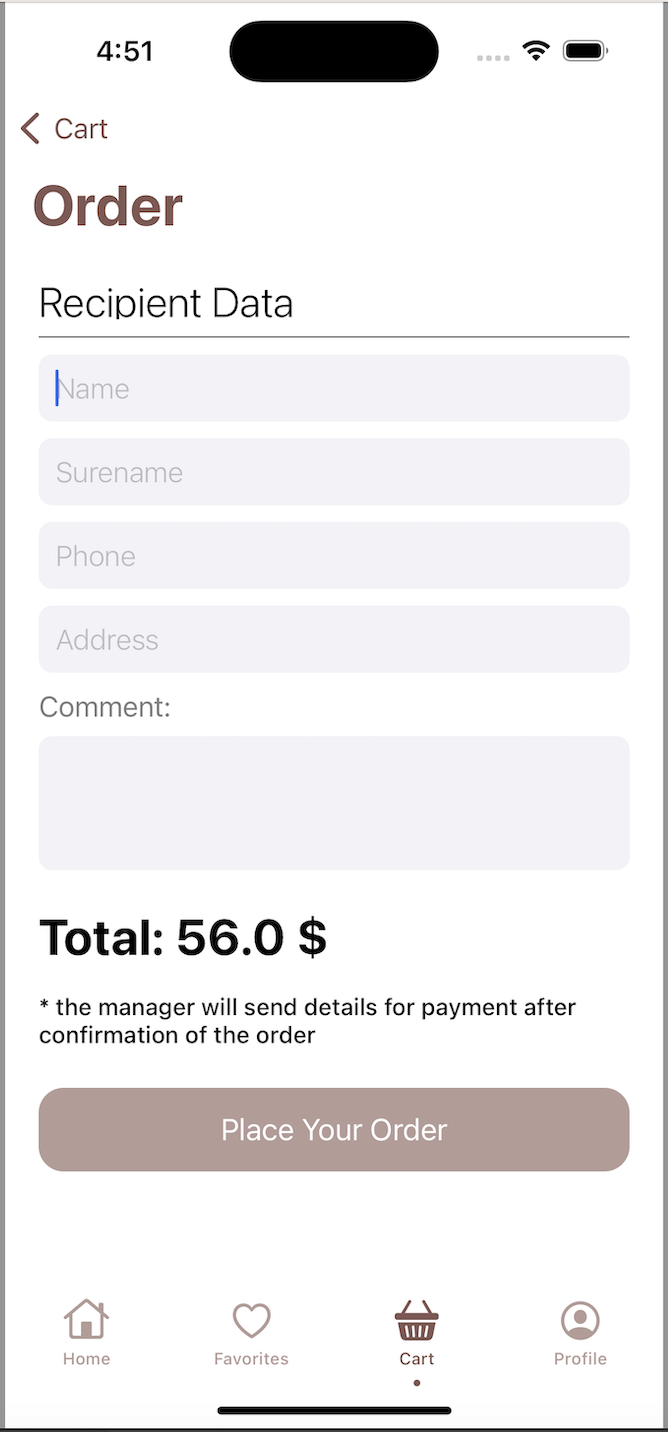 4:51
Cart
Order
Recipient Data
Name
Surename
Phone
Address
Comment:
Total: 56.0 $
* the manager will send details for payment after
confirmation of the order
Place Your Order
Home
Favorites
Cart
Profile